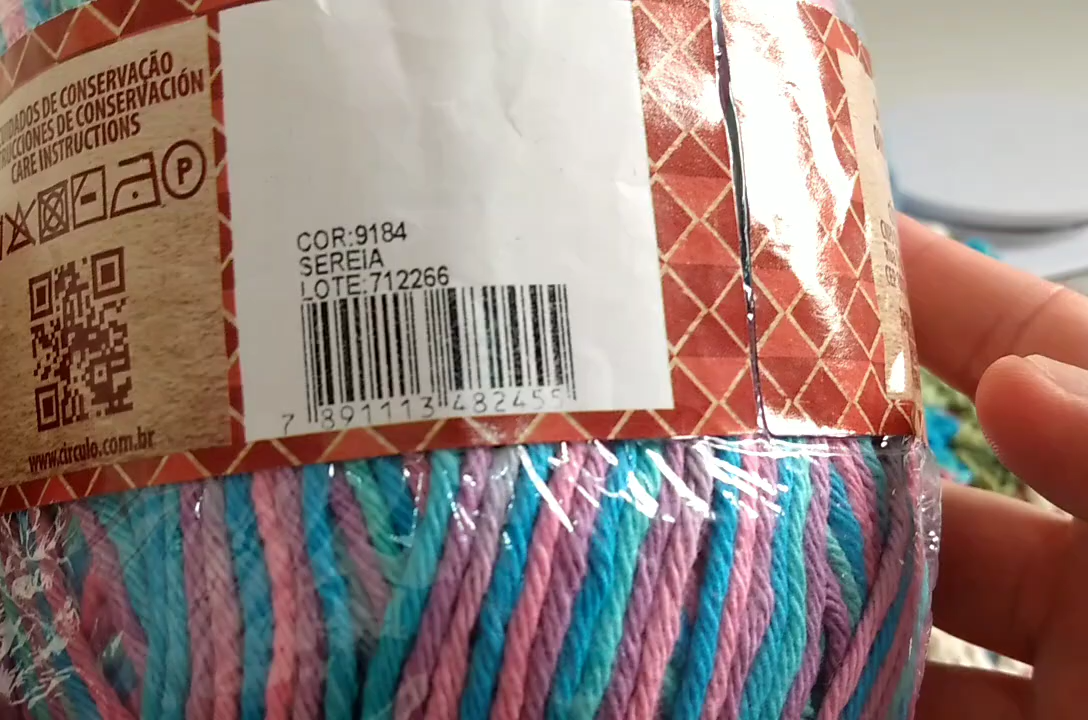 CUIDADOS DE CONSERVAÇÃO
INSTRUCCIONES DE CONSERVACIÓN
CARE INSTRUCTIONS
P
www.circulo.com.br
COR:9184
SEREIA
LOTE:712266
7 891113 482455